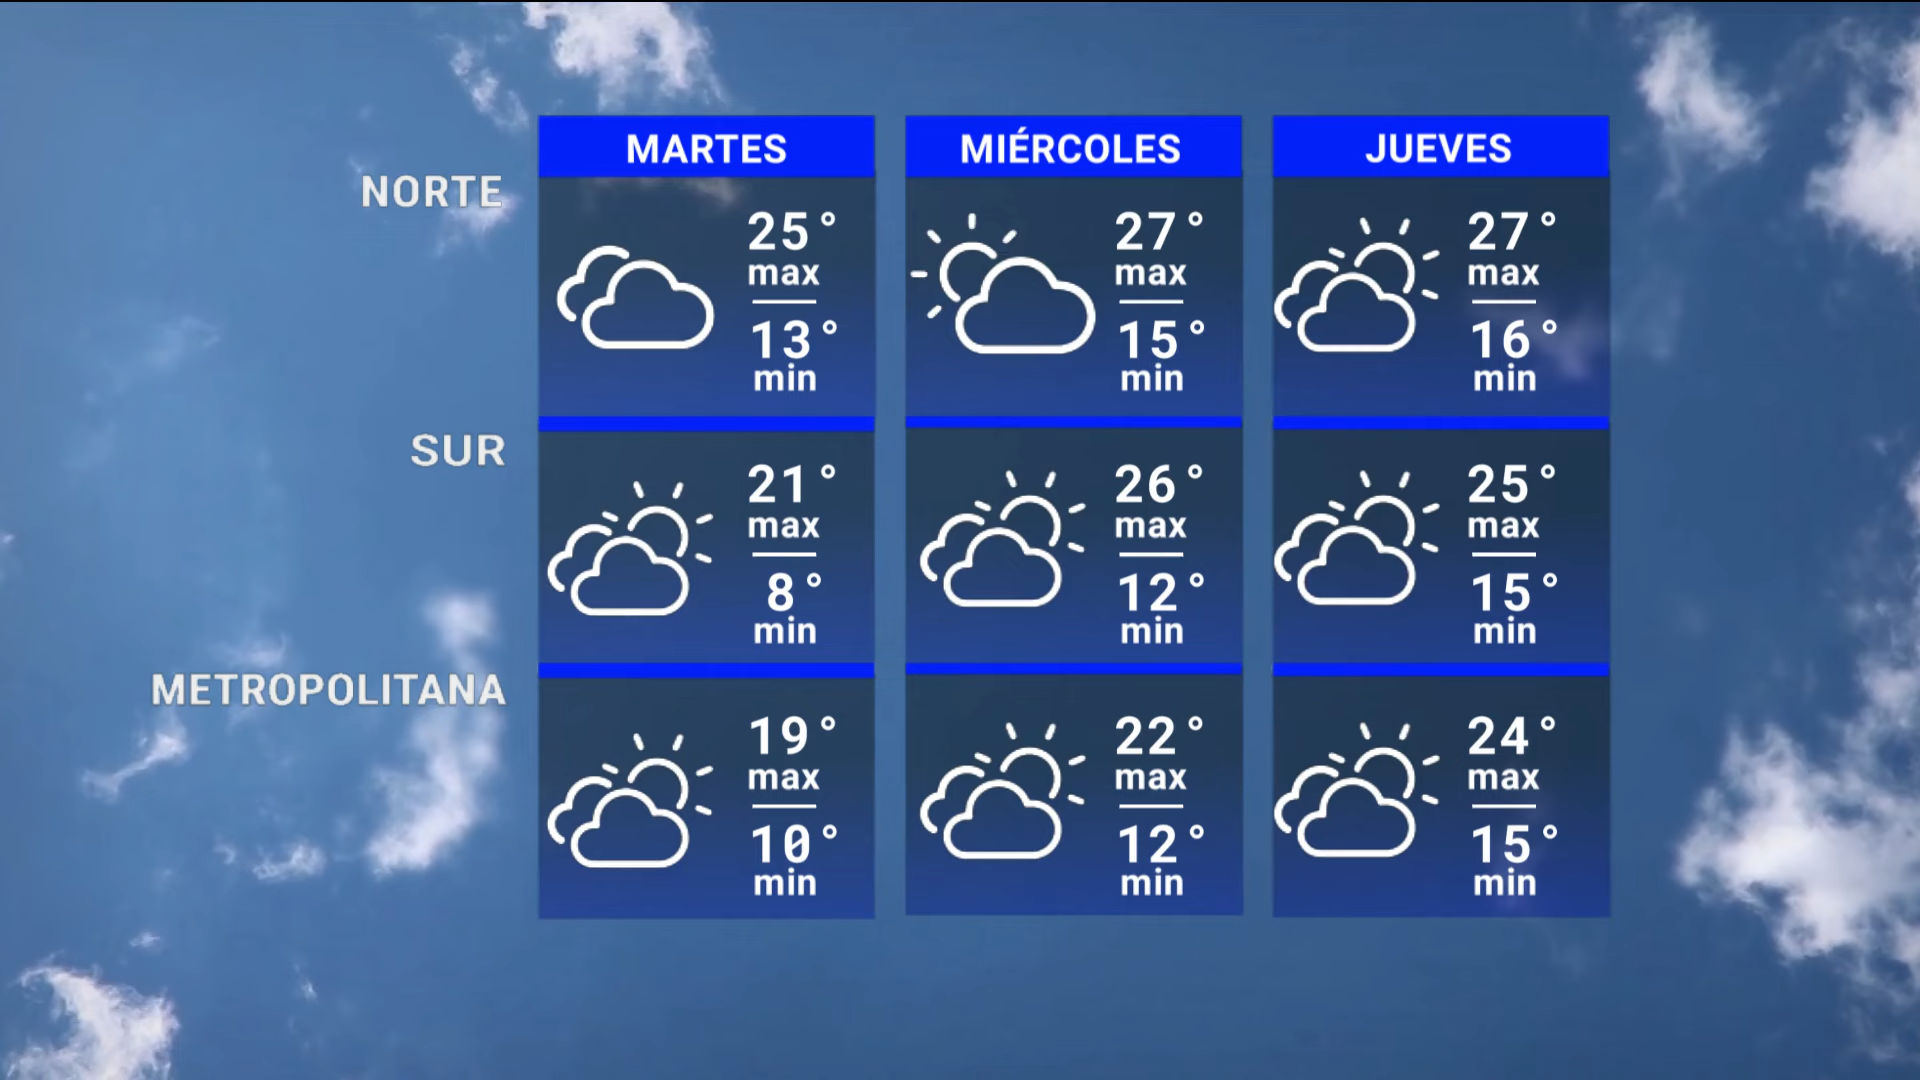 MARTES
MIÉRCOLES
JUEVES
NORTE
25°
max
13°
min
27°
max
15°
min
27°
max
16°
min
SUR
21°
max
8°
min
26°
max
12°
min
25°
max
15°
min
METROPOLITANA
19°
max
10°
min
22°
max
12°
min
24°
max
15°
min